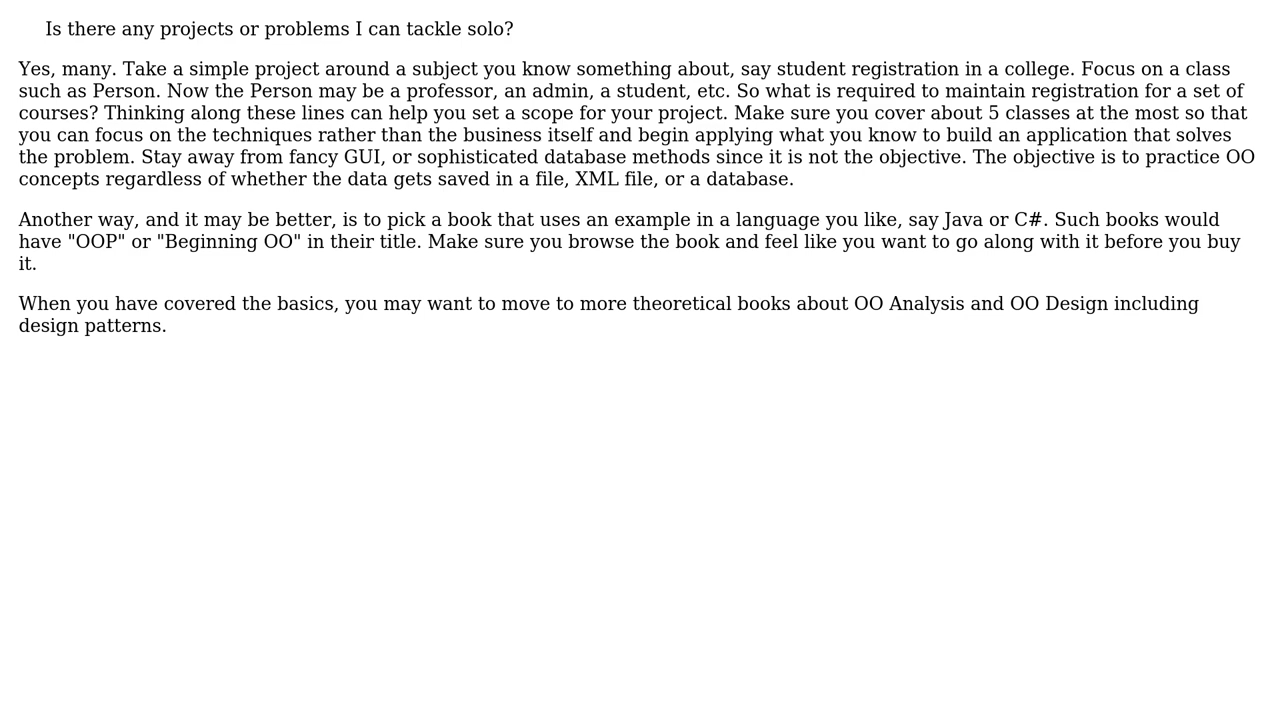 Is there any projects or problems I can tackle solo?
Yes, many. Take a simple project around a subject you know something about, say student registration in a college. Focus on a class
such as Person. Now the Person may be a professor, an admin, a student, etc. So what is required to maintain registration for a set of
courses? Thinking along these lines can help you set a scope for your project. Make sure you cover about 5 classes at the most so that
you can focus on the techniques rather than the business itself and begin applying what you know to build an application that solves
the problem. Stay away from fancy GUI, or sophisticated database methods since it is not the objective. The objective is to practice OO
concepts regardless of whether the data gets saved in a file, XML file, or a database.
Another way, and it may be better, is to pick a book that uses an example in a language you like, say Java or C#. Such books would
have "OOP" or "Beginning OO" in their title. Make sure you browse the book and feel like you want to go along with it before you buy
it.
When you have covered the basics, you may want to move to more theoretical books about OO Analysis and OO Design including
design patterns.